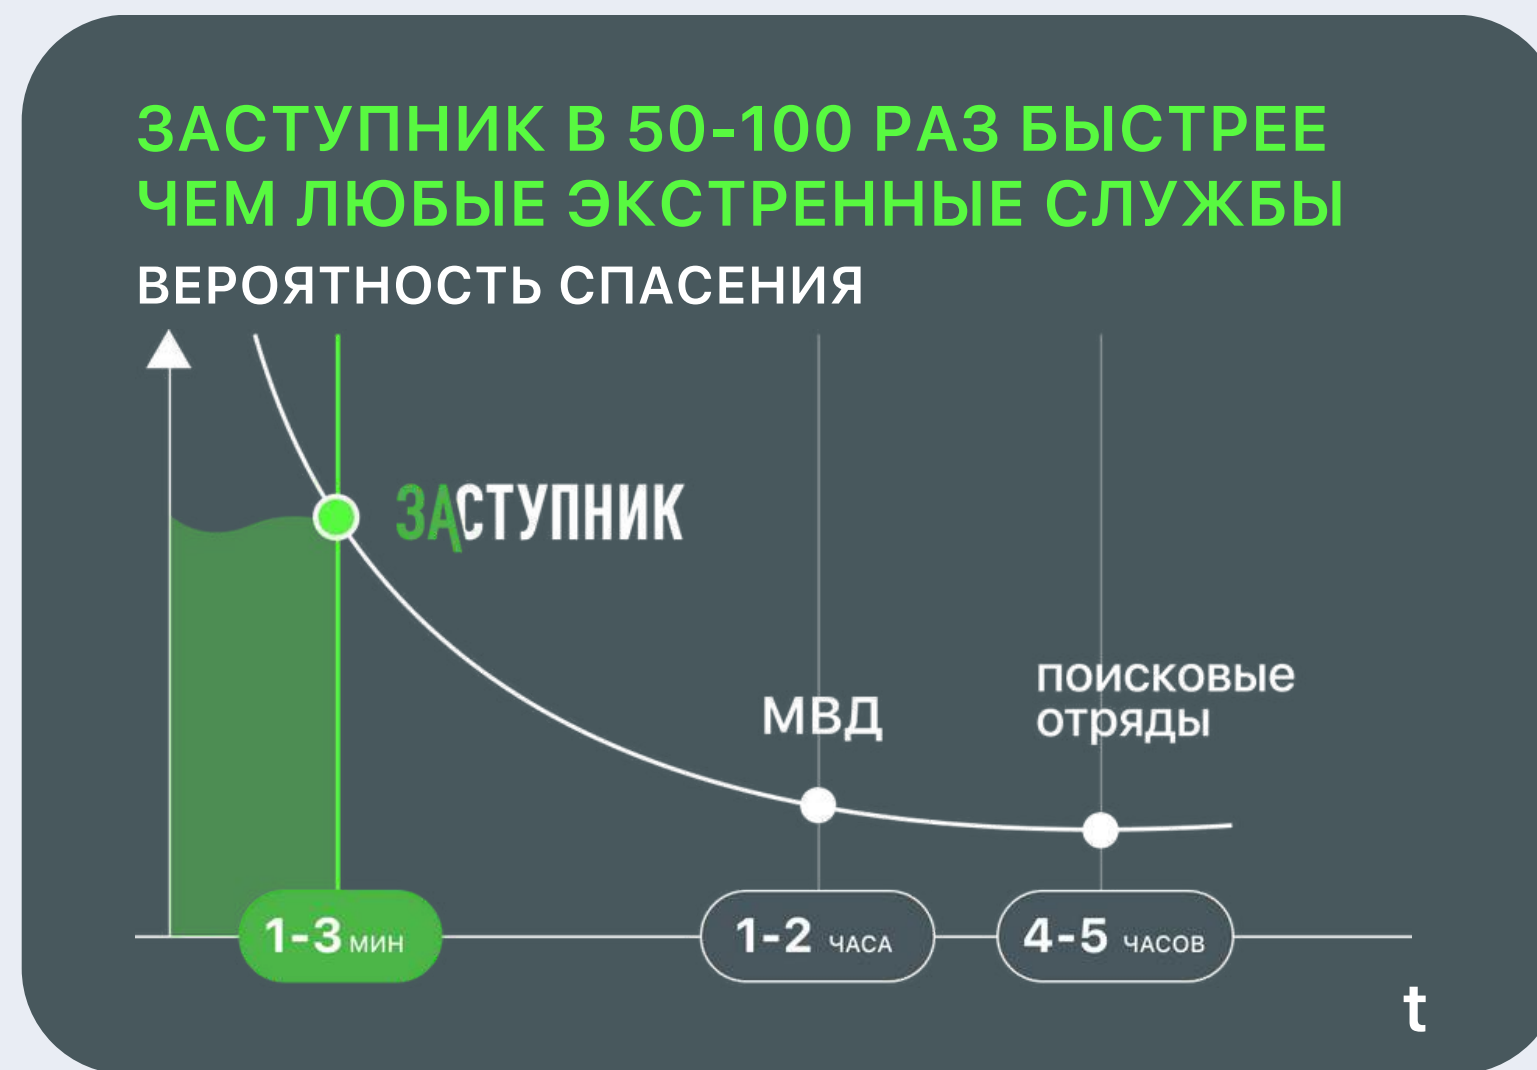 ЗАСТУПНИК В 50-100 РАЗ БЫСТРЕЕ
ЧЕМ ЛЮБЫЕ ЭКСТРЕННЫЕ СЛУЖБЫ
ВЕРОЯТНОСТЬ СПАСЕНИЯ
ЗАСТУПНИК
МВД
поисковые
отряды
1-3 мин
1-2 часа
4-5 часов
t